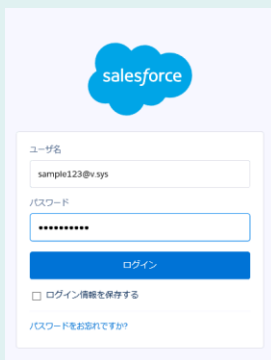 salesforce
ユーザ名
sample123@v.sys
パスワード
••••••••••
ログイン
ログイン情報を保存する
パスワードをお忘れですか?